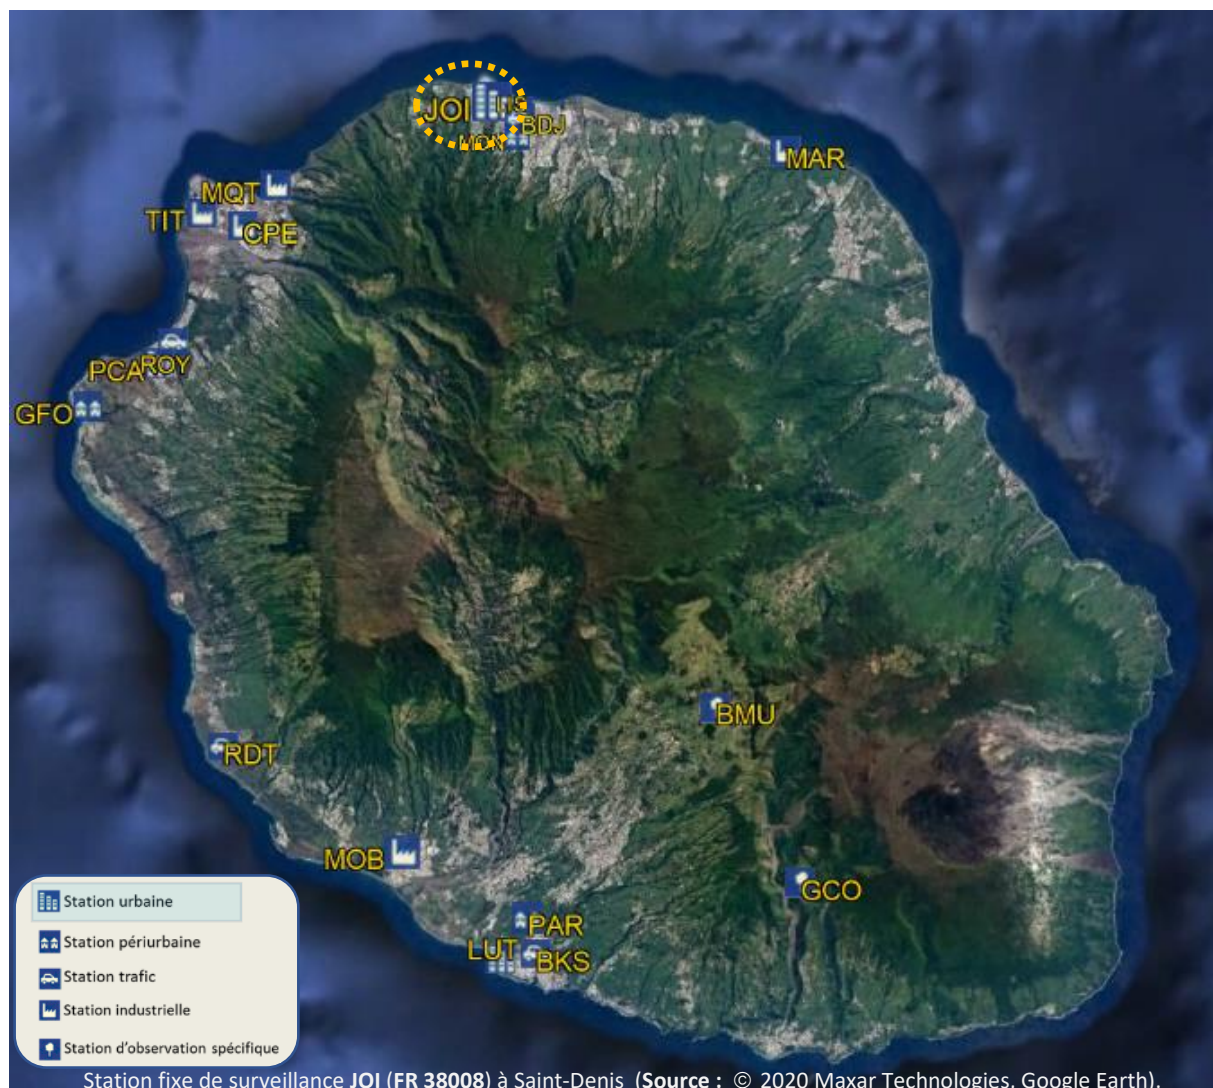 JOI
LIS
BDJ
MON
MAR
MQT
TIT
CPE
PCA
ROY
GFO
BMU
RDT
MOB
GCO
PAR
LUT
BKS
Station urbaine
Station périurbaine
Station trafic
Station industrielle
Station d'observation spécifique
Station fixe de surveillance JOI (FR 38008) à Saint-Denis (Source : © 2020 Maxar Technologies, Google Earth)